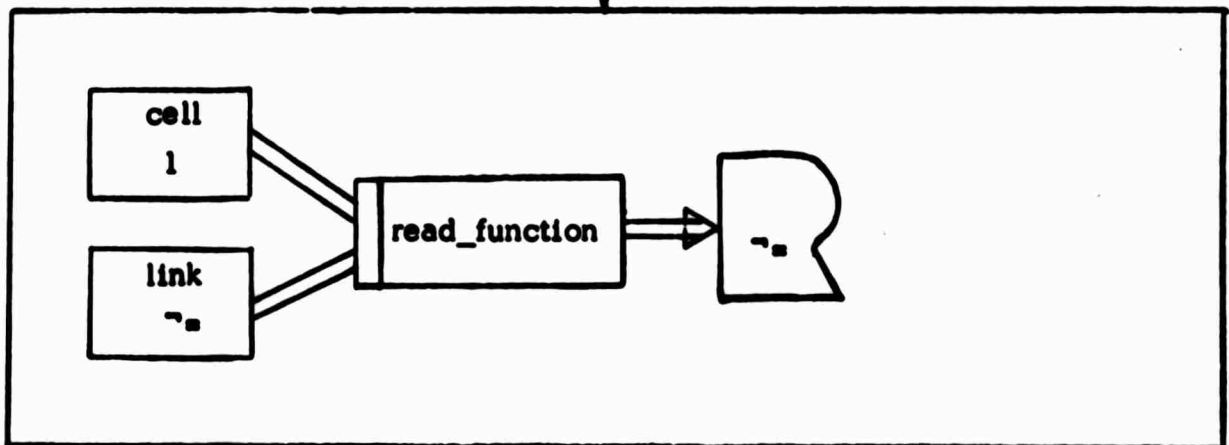 cell
1
read_function
¬=
link
¬=